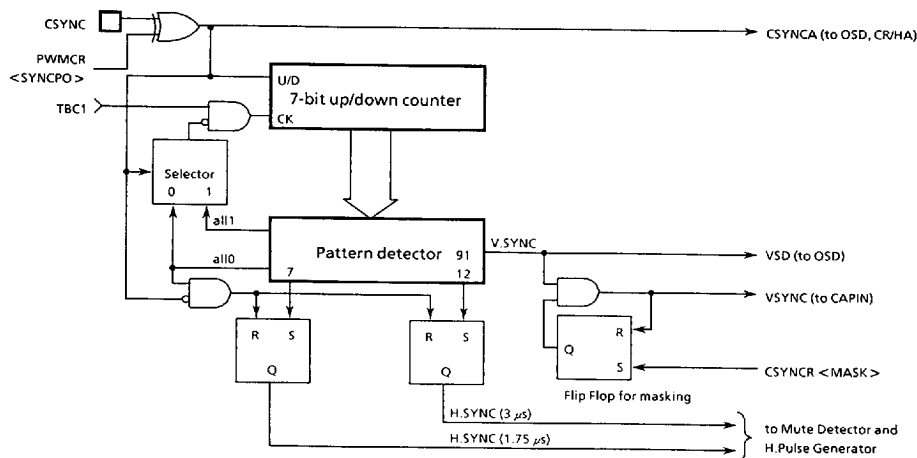 CSYNC
CSYNCA (to OSD, CR/HA)
PWMCR
<SYNCPO>
U/D
7-bit up/down counter
TBC1
CK
Selector
0 1
all1
V.SYNC
Pattern detector
91
VSD (to OSD)
all0
7
12
VSYNC (to CAPIN)
R S
R S
R
Q
Q
Q
S
CSYNCR <MASK>
Flip Flop for masking
H.SYNC (3 μs)
to Mute Detector and
H.SYNC (1.75 μs)
H.Pulse Generator